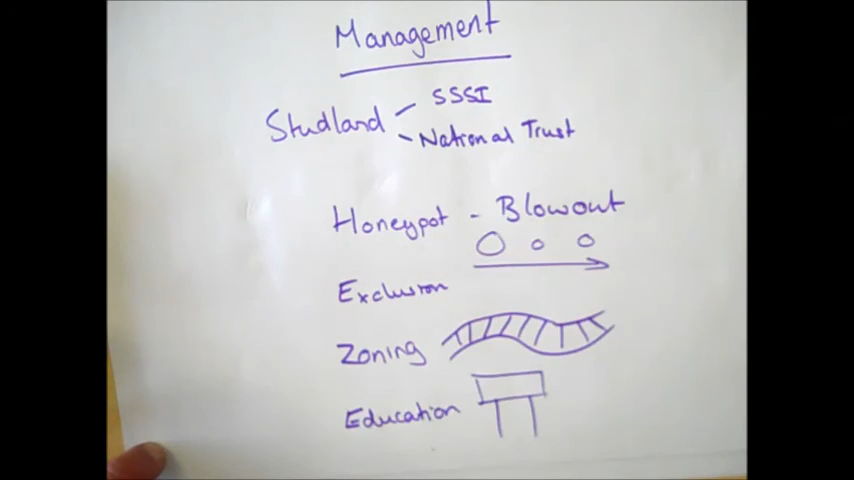 Management
Studland
SSSI
National Trust
Honeypot - Blowout
Exclusion
Zoning
Education